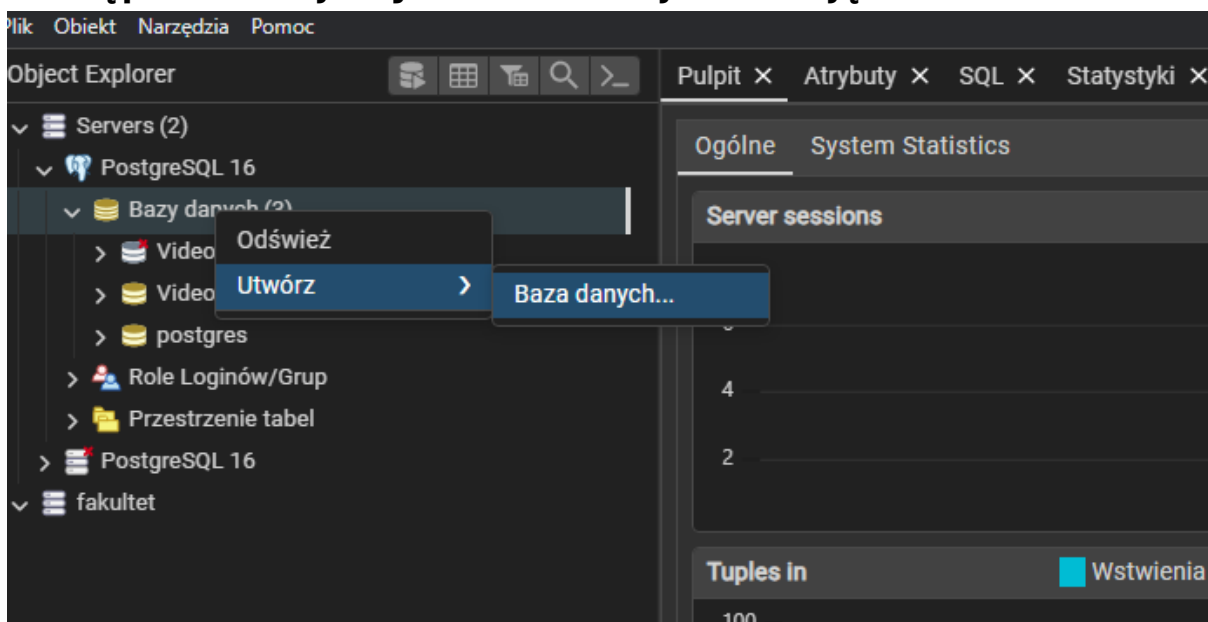 Plik Obiekt Narzędzia Pomoc
Object Explorer
Pulpit Atrybuty SQL Statystyki
Servers (2)
Ogólne System Statistics
PostgreSQL 16
Bazy danych (3)
Server sessions
Odśwież
Video
Utwórz
Baza danych...
Video
postgres
Role Loginów/Grup
4
Przestrzenie tabel
PostgreSQL 16
2
fakultet
Tuples in Wstwienia
100